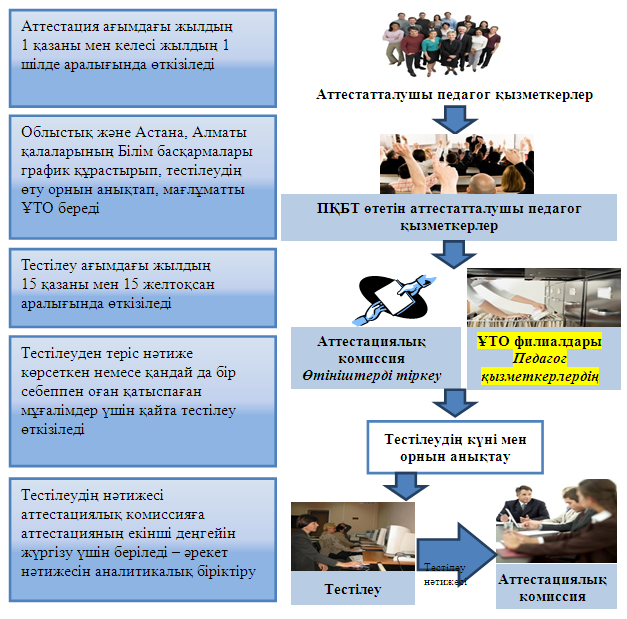 Аттестация ағымдағы жылдың
1 қазаны мен келесі жылдың 1
шілде аралығында өткізіледі
Облыстық және Астана, Алматы
қалаларының Білім басқармалары
график құрастырып, тестілеудің
өту орнын анықтап, мағлұматты
ҰТО береді
Тестілеу ағымдағы жылдың
15 қазаны мен 15 желтоқсан
аралығында өткізіледі
Тестілеуден теріс нәтиже
көрсеткен немесе қандай да бір
себеппен оған қатыспаған
мұғалімдер үшін қайта тестілеу
өткізіледі
Тестілеудің нәтижесі
аттестациялық комиссияға
аттестацияның екінші деңгейін
жүргізу үшін беріледі – әрекет
нәтижесін аналитикалық біріктіру
Аттестатталушы педагог қызметкерлер
ПҚБТ өтетін аттестатталушы педагог
қызметкерлер
Аттестациялық
комиссия
Өтініштерді тіркеу
ҰТО филиалдары
Педагог
қызметкерлердің
Тестілеудің күні мен
орнын анықтау
Тестілеу
Тестілеу
нәтижесі
Аттестациялық
комиссия